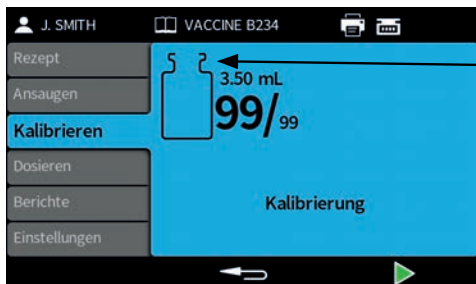 J. SMITH VACCINE B234
Rezept
Ansaugen
Kalibrieren
Dosieren
Berichte
Einstellungen
3.50 mL
99/99
Kalibrierung